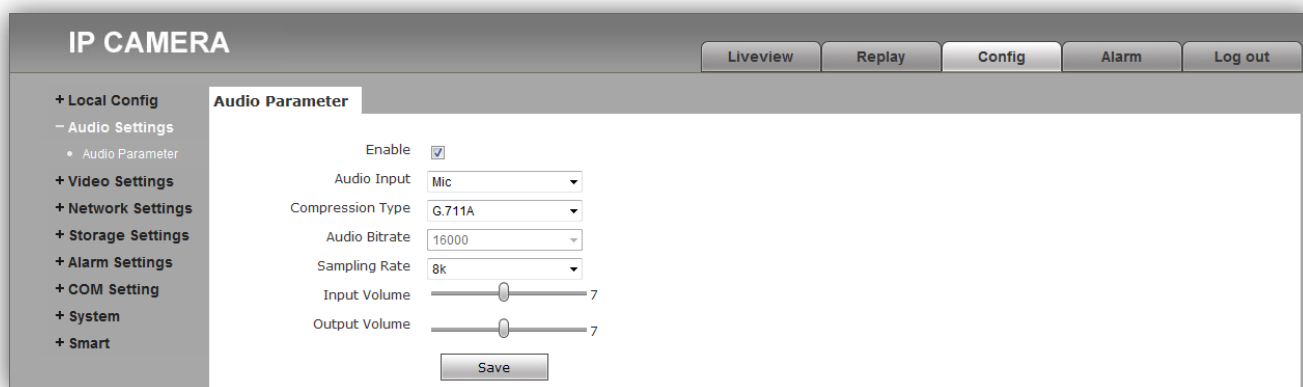 IP CAMERA
Liveview Replay Config Alarm Log out
+ Local Config
− Audio Settings
• Audio Parameter
+ Video Settings
+ Network Settings
+ Storage Settings
+ Alarm Settings
+ COM Setting
+ System
+ Smart
Audio Parameter
Enable
Audio Input Mic
Compression Type G.711A
Audio Bitrate 16000
Sampling Rate 8k
Input Volume 7
Output Volume 7
Save